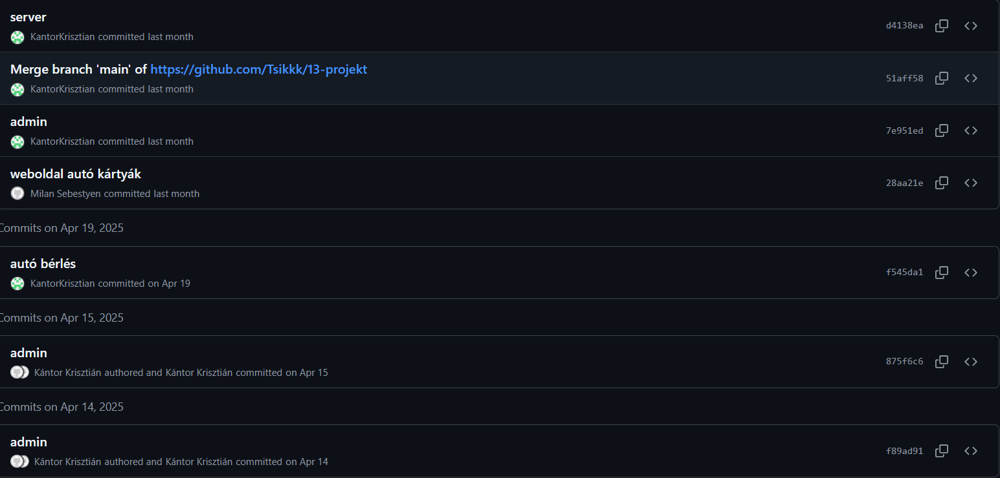 server
KantorKrisztian committed last month
d4138ea
Merge branch 'main' of https://github.com/Tsikkk/13-projekt
KantorKrisztian committed last month
51aff58
admin
KantorKrisztian committed last month
7e951ed
weboldal autó kártyák
Milan Sebestyen committed last month
28aa21e
Commits on Apr 19, 2025
autó bérlés
KantorKrisztian committed on Apr 19
f545da1
Commits on Apr 15, 2025
admin
Kántor Krisztián authored and Kántor Krisztián committed on Apr 15
875f6c6
Commits on Apr 14, 2025
admin
Kántor Krisztián authored and Kántor Krisztián committed on Apr 14
f89ad91